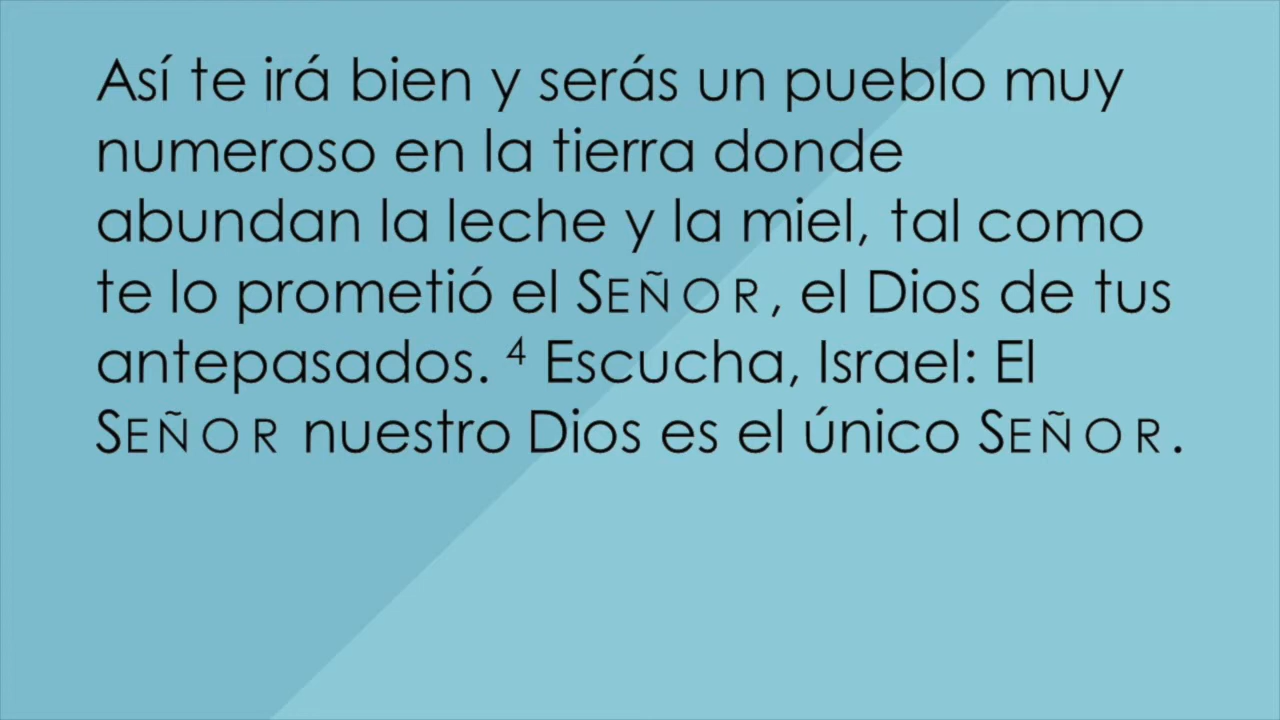 Así te irá bien y serás un pueblo muy
numeroso en la tierra donde
abundan la leche y la miel, tal como
te lo prometió el SEÑOR, el Dios de tus
antepasados. ⁴ Escucha, Israel: El
SEÑOR nuestro Dios es el único SEÑOR.